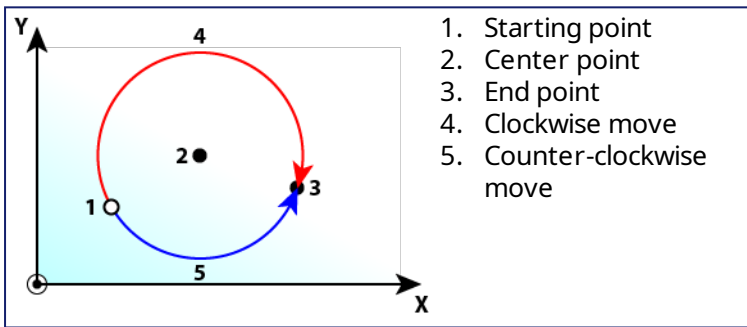 Y
4
2
3
1
5
X
1. Starting point
2. Center point
3. End point
4. Clockwise move
5. Counter-clockwise
move